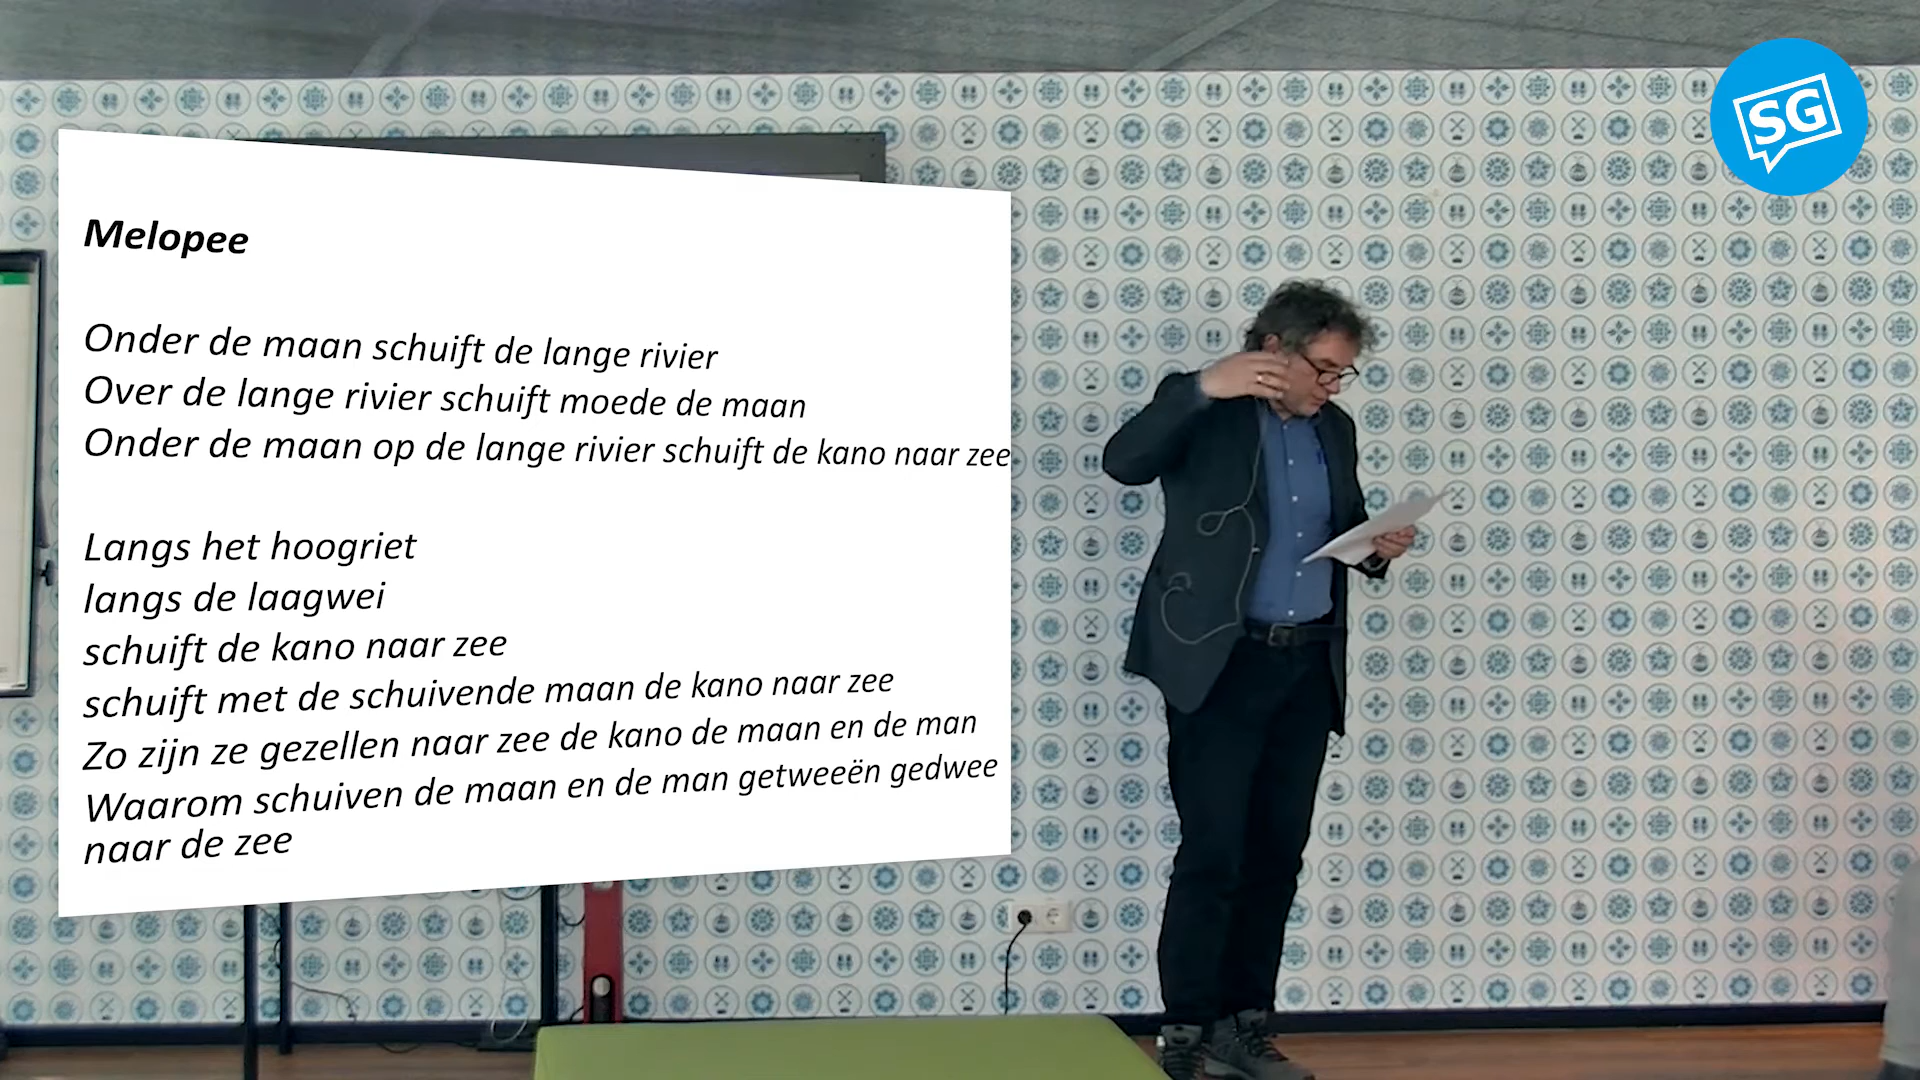 Melopee
Onder de maan schuift de lange rivier
Over de lange rivier schuift moede de maan
Onder de maan op de lange rivier schuift de kano naar zee
Langs het hoogriet
langs de laagwei
schuift de kano naar zee
schuift met de schuivende maan de kano naar zee
Zo zijn ze gezellen naar zee de kano de maan en de man
Waarom schuiven de maan en de man getweeën gedwee
naar de zee
SG